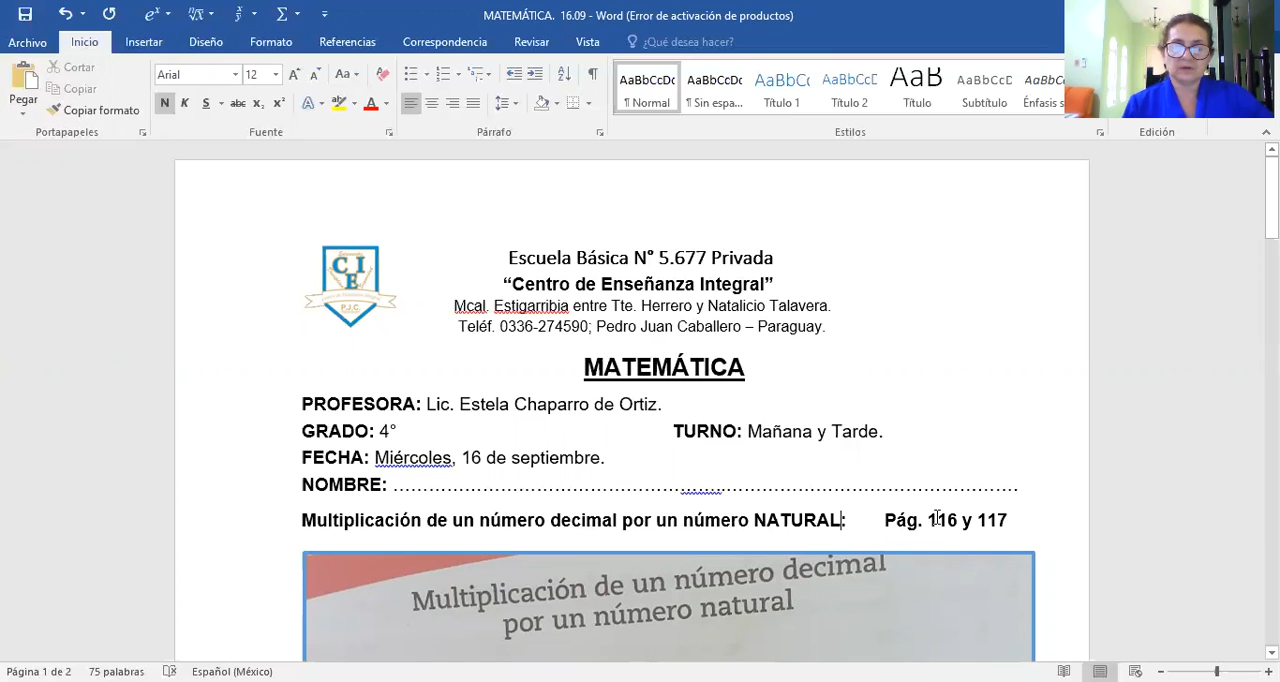 MATEMÁTICA. 16.09 - Word (Error de activación de productos)
Archivo Inicio Insertar Diseño Formato Referencias Correspondencia Revisar Vista ¿Qué desea hacer?
Pegar
Cortar
Copiar
Copiar formato
Portapapeles
Arial 12
Fuente
Párrafo
AaBbCcDc AaBbCcDc AaBbCc AaBbCcD AaB AaBbCcD AaBbCc
¶ Normal ¶ Sin espa... Título 1 Título 2 Título Subtítulo Énfasis s
Estilos
Edición
C I E
P.J.C.
Escuela Básica N° 5.677 Privada
“Centro de Enseñanza Integral”
Mcal. Estigarribia entre Tte. Herrero y Natalicio Talavera.
Teléf. 0336-274590; Pedro Juan Caballero – Paraguay.
MATEMÁTICA
PROFESORA: Lic. Estela Chaparro de Ortiz.
GRADO: 4° TURNO: Mañana y Tarde.
FECHA: Miércoles, 16 de septiembre.
NOMBRE: ……………………………………………………………………………………
Multiplicación de un número decimal por un número NATURAL: Pág. 116 y 117
Multiplicación de un número decimal
por un número natural
Página 1 de 2 75 palabras Español (México)